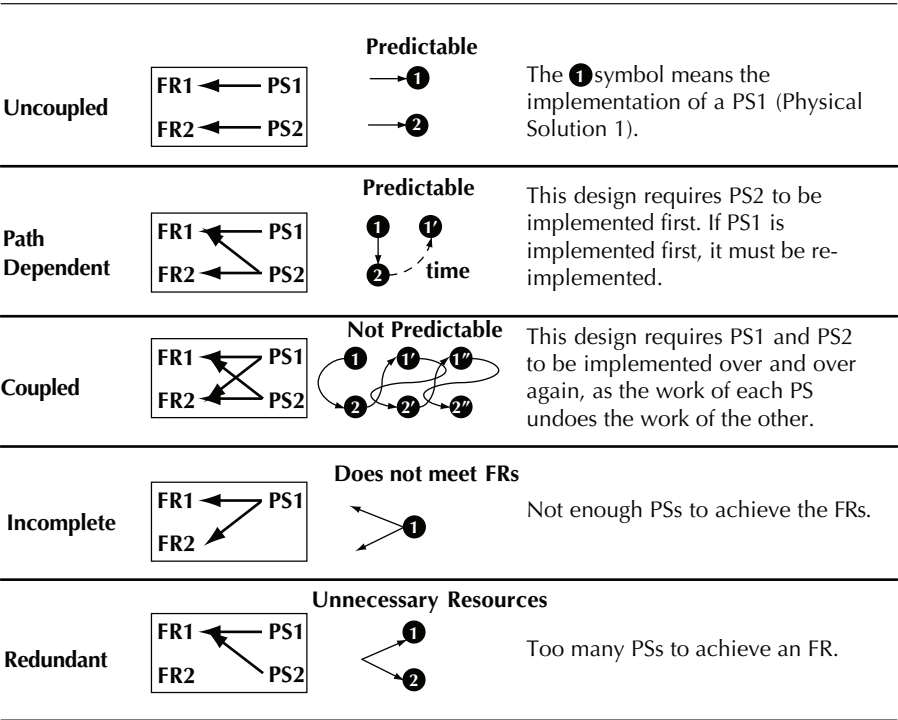 Predictable
Uncoupled
FR1 PS1
FR2 PS2
1
2
The 1 symbol means the
implementation of a PS1 (Physical
Solution 1).
Predictable
Path
Dependent
FR1 PS1
FR2 PS2
1 1′
2 time
This design requires PS2 to be
implemented first. If PS1 is
implemented first, it must be re-
implemented.
Not Predictable
Coupled
FR1 PS1
FR2 PS2
1 1′ 1″
2 2′ 2″
This design requires PS1 and PS2
to be implemented over and over
again, as the work of each PS
undoes the work of the other.
Does not meet FRs
Incomplete
FR1 PS1
FR2
1
Not enough PSs to achieve the FRs.
Unnecessary Resources
Redundant
FR1 PS1
FR2 PS2
1
2
Too many PSs to achieve an FR.